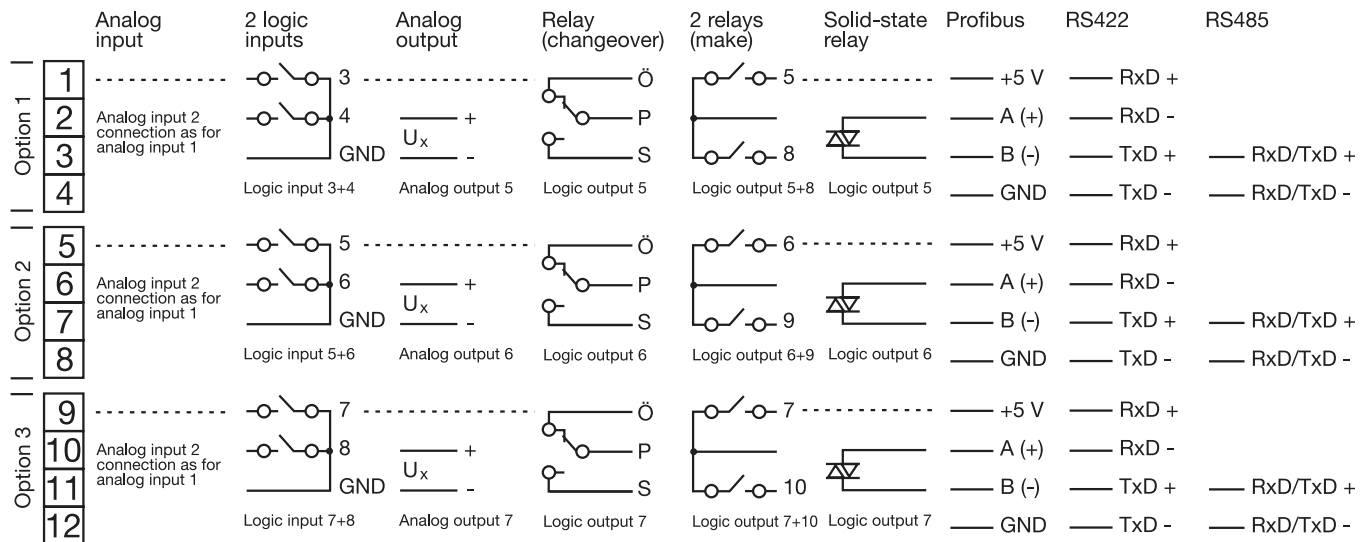 Analog input 2 logic inputs Analog output Relay (changeover) 2 relays (make) Solid-state relay Profibus RS422 RS485
Option 1
1 3 Ö 5 +5 V RxD +
2 Analog input 2 connection as for analog input 1 4 Ux + P A (+) RxD -
3 GND - S 8 B (-) TxD + RxD/TxD +
4 Logic input 3+4 Analog output 5 Logic output 5 Logic output 5+8 Logic output 5 GND TxD - RxD/TxD -
Option 2
5 5 Ö 6 +5 V RxD +
6 Analog input 2 connection as for analog input 1 6 Ux + P A (+) RxD -
7 GND - S 9 B (-) TxD + RxD/TxD +
8 Logic input 5+6 Analog output 6 Logic output 6 Logic output 6+9 Logic output 6 GND TxD - RxD/TxD -
Option 3
9 7 Ö 7 +5 V RxD +
10 Analog input 2 connection as for analog input 1 8 Ux + P A (+) RxD -
11 GND - S 10 B (-) TxD + RxD/TxD +
12 Logic input 7+8 Analog output 7 Logic output 7 Logic output 7+10 Logic output 7 GND TxD - RxD/TxD -